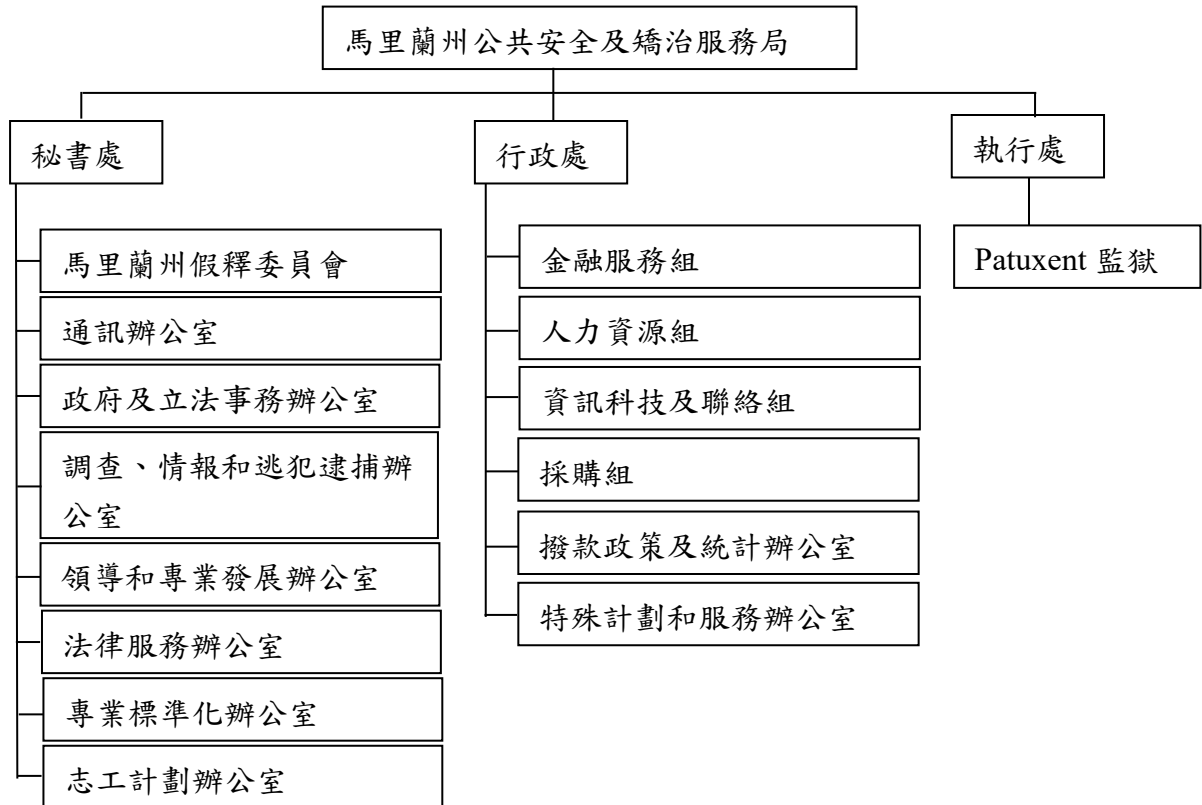 馬里蘭州公共安全及矯治服務局
秘書處
行政處
執行處
馬里蘭州假釋委員會
通訊辦公室
政府及立法事務辦公室
調查、情報和逃犯逮捕辦
公室
領導和專業發展辦公室
法律服務辦公室
專業標準化辦公室
志工計劃辦公室
金融服務組
人力資源組
資訊科技及聯絡組
採購組
撥款政策及統計辦公室
特殊計劃和服務辦公室
Patuxent 監獄